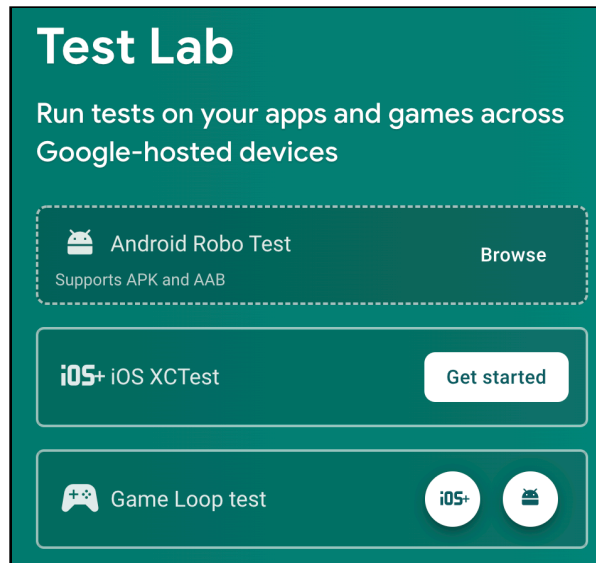 Test Lab
Run tests on your apps and games across
Google-hosted devices
Android Robo Test
Browse
Supports APK and AAB
iOS+ iOS XCTest
Get started
Game Loop test
iOS+